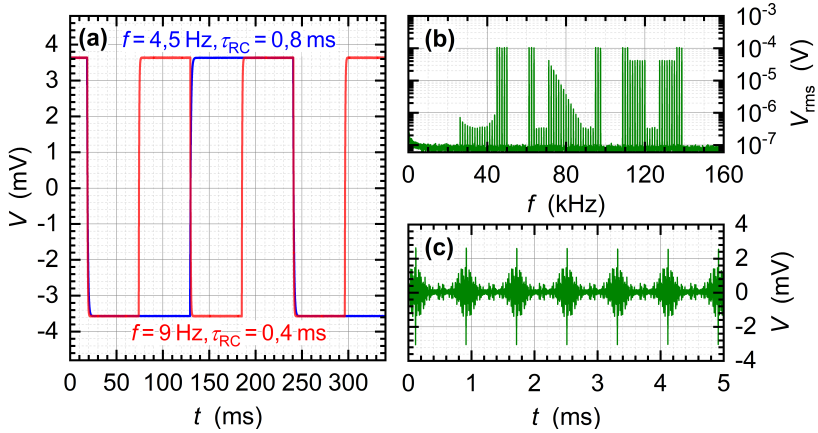 (a)
f = 4,5 Hz, τRC = 0,8 ms
f = 9 Hz, τRC = 0,4 ms
4
3
2
1
0
-1
-2
-3
-4
V (mV)
0 50 100 150 200 250 300
t (ms)
(b)
10⁻³
10⁻⁴
10⁻⁵
10⁻⁶
10⁻⁷
Vrms (V)
0 40 80 120 160
f (kHz)
(c)
4
2
0
-2
-4
V (mV)
0 1 2 3 4 5
t (ms)